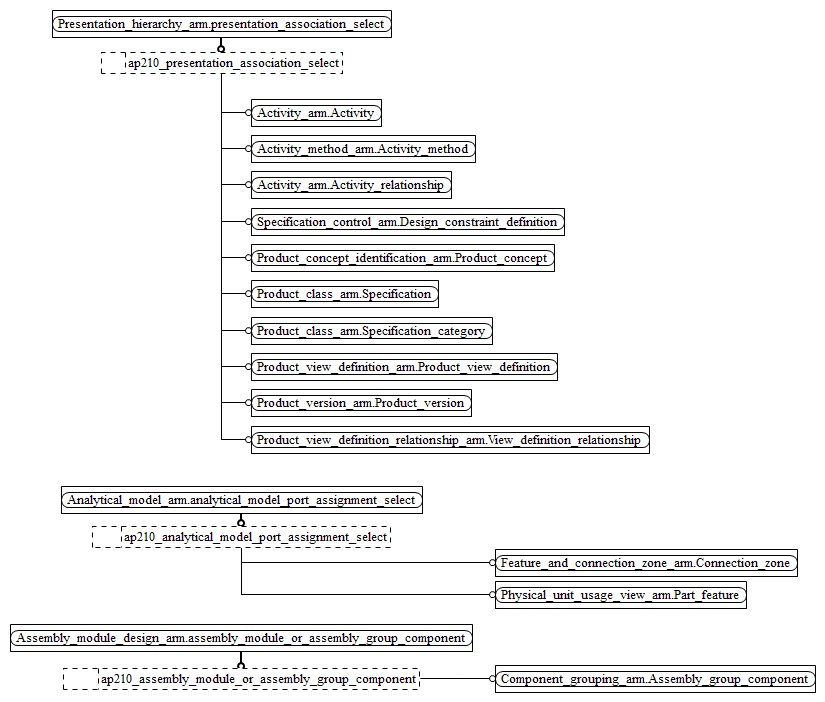 Presentation_hierarchy_arm.presentation_association_select
ap210_presentation_association_select
Activity_arm.Activity
Activity_method_arm.Activity_method
Activity_arm.Activity_relationship
Specification_control_arm.Design_constraint_definition
Product_concept_identification_arm.Product_concept
Product_class_arm.Specification
Product_class_arm.Specification_category
Product_view_definition_arm.Product_view_definition
Product_version_arm.Product_version
Product_view_definition_relationship_arm.View_definition_relationship
Analytical_model_arm.analytical_model_port_assignment_select
ap210_analytical_model_port_assignment_select
Feature_and_connection_zone_arm.Connection_zone
Physical_unit_usage_view_arm.Part_feature
Assembly_module_design_arm.assembly_module_or_assembly_group_component
ap210_assembly_module_or_assembly_group_component
Component_grouping_arm.Assembly_group_component